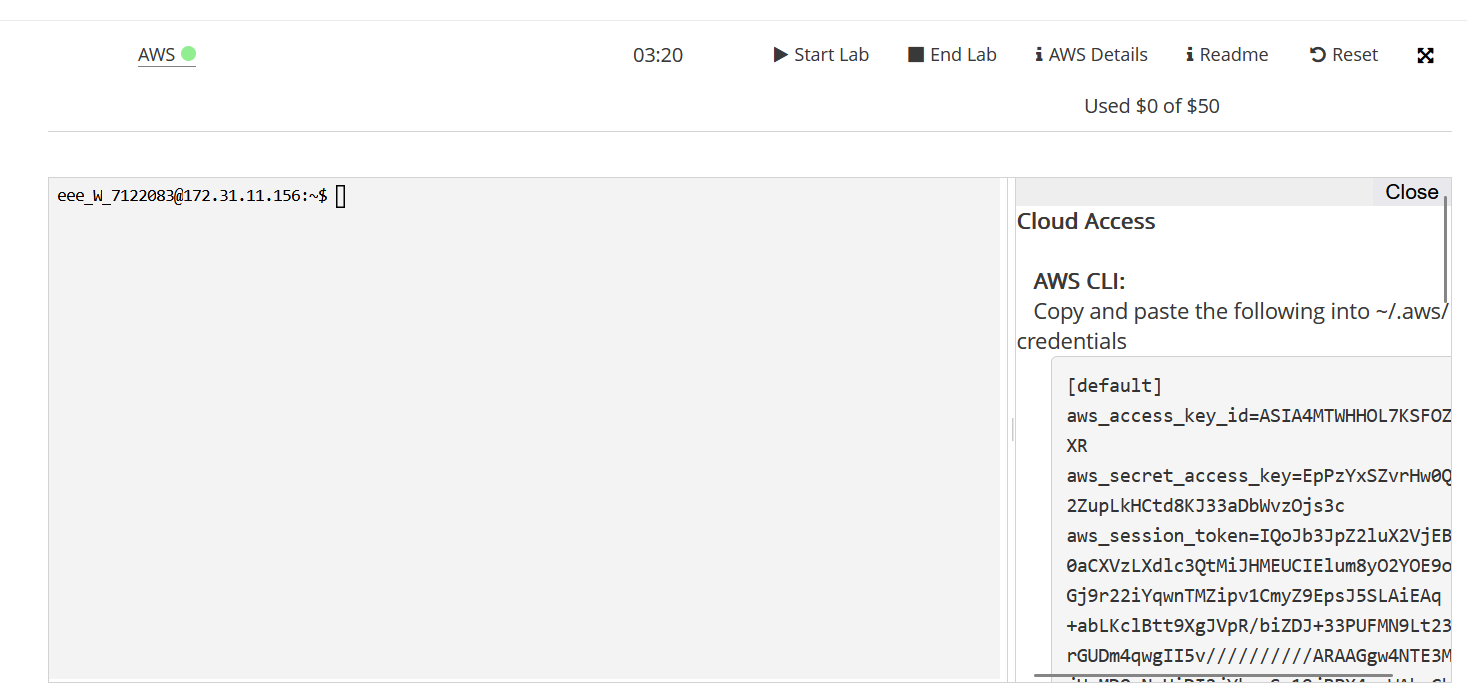 AWS
03:20
Start Lab
End Lab
AWS Details
Readme
Reset
Used $0 of $50
eee_W_7122083@172.31.11.156:~$
Close
Cloud Access
AWS CLI:
Copy and paste the following into ~/.aws/
credentials
[default]
aws_access_key_id=ASIA4MTWHHOL7KSFOZ
XR
aws_secret_access_key=EpPzYxSZvrHw0Q
2ZupLkHCtd8KJ33aDbWvzOjs3c
aws_session_token=IQoJb3JpZ2luX2VjEB
0aCXVzLXdlc3QtMiJHMEUCIElum8yO2YOE9o
Gj9r22iYqwnTMZipv1CmyZ9EpsJ5SLAiEAq
+abLKclBtt9XgJVpR/biZDJ+33PUFMN9Lt23
rGUDm4qwgII5v//////////ARAAGgw4NTE3M